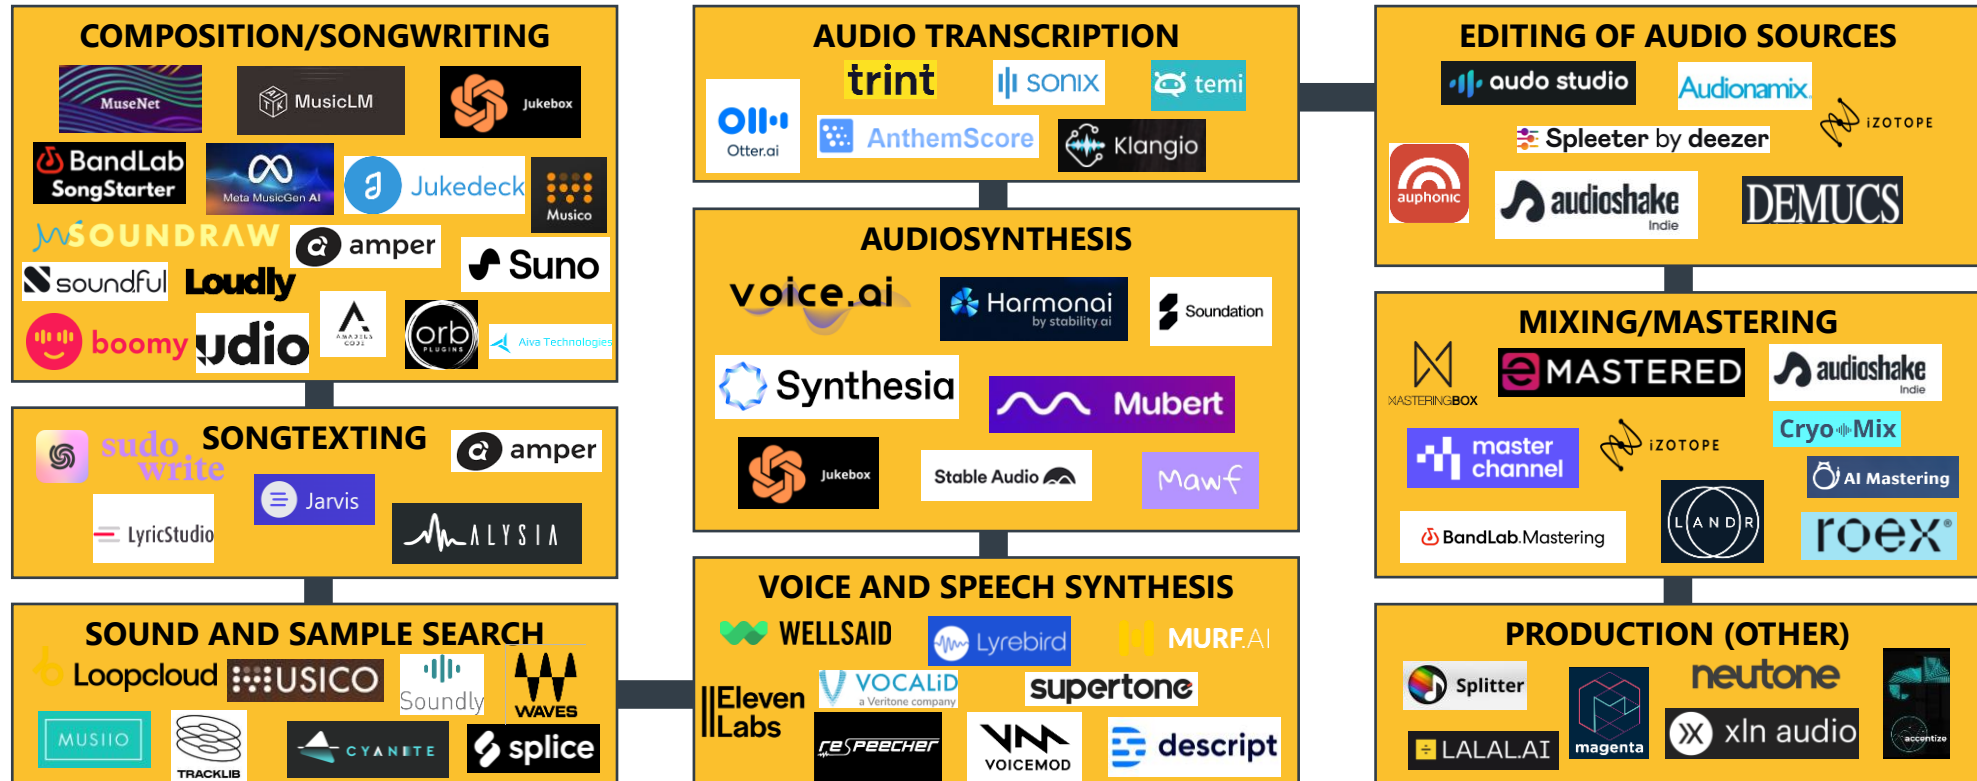 COMPOSITION/SONGWRITING
MuseNet
MusicLM
Jukebox
BandLab
SongStarter
Meta MusicGen AI
Jukedeck
Musico
SOUNDRAW
amper
Suno
soundful
Loudly
boomy
udio
AMADEUS
CODE
orb
PLUGINS
Aiva Technologies
SONGTEXTING
sudo
write
amper
LyricStudio
Jarvis
ALYSIA
SOUND AND SAMPLE SEARCH
Loopcloud
USICO
Soundly
WAVES
MUSIIO
TRACKLIB
CYANITE
splice
AUDIO TRANSCRIPTION
Otter.ai
trint
sonix
temi
AnthemScore
Klangio
AUDIOSYNTHESIS
voice.ai
Harmonai
by stability ai
Soundation
Synthesia
Mubert
Jukebox
Stable Audio
Mawf
VOICE AND SPEECH SYNTHESIS
WELLSAID
Lyrebird
MURF.AI
Eleven
Labs
VOCALiD
a Veritone company
supertone
reSpeecher
VOICEMOD
descript
EDITING OF AUDIO SOURCES
audo studio
Audionamix
iZOTOPE
Spleeter by deezer
auphonic
audioshake
Indie
DEMUCS
MIXING/MASTERING
MASTERINGBOX
eMASTERED
audioshake
Indie
master
channel
iZOTOPE
Cryo Mix
AI Mastering
BandLab.Mastering
LANDR
roex®
PRODUCTION (OTHER)
Splitter
LALAL.AI
magenta
neutone
xln audio
accentize